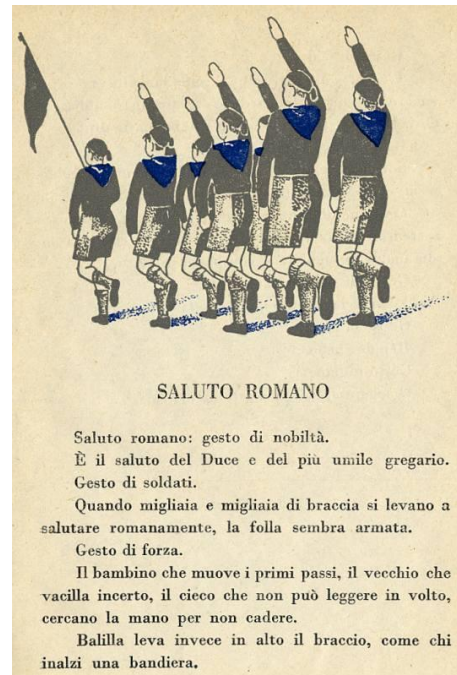 SALUTO ROMANO
Saluto romano: gesto di nobiltà.
È il saluto del Duce e del più umile gregario.
Gesto di soldati.
Quando migliaia e migliaia di braccia si levano a
salutare romanamente, la folla sembra armata.
Gesto di forza.
Il bambino che muove i primi passi, il vecchio che
vacilla incerto, il cieco che non può leggere in volto,
cercano la mano per non cadere.
Balilla leva invece in alto il braccio, come chi
inalzi una bandiera.